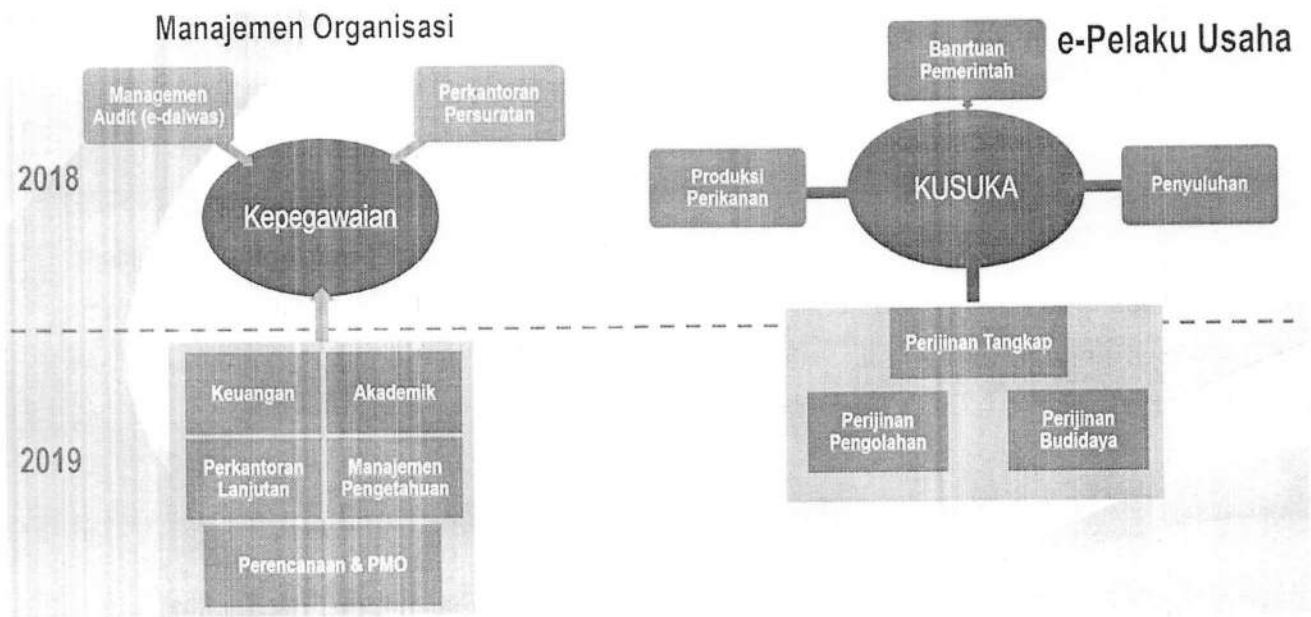 Manajemen Organisasi
Managemen
Audit (e-dalwas)
Perkantoran
Persuratan
2018
Kepegawaian
Keuangan
Akademik
2019
Perkantoran
Lanjutan
Manajemen
Pengetahuan
Perencanaan & PMO
e-Pelaku Usaha
Banrtuan
Pemerintah
Produksi
Perikanan
KUSUKA
Penyuluhan
Perijinan Tangkap
Perijinan
Pengolahan
Perijinan
Budidaya